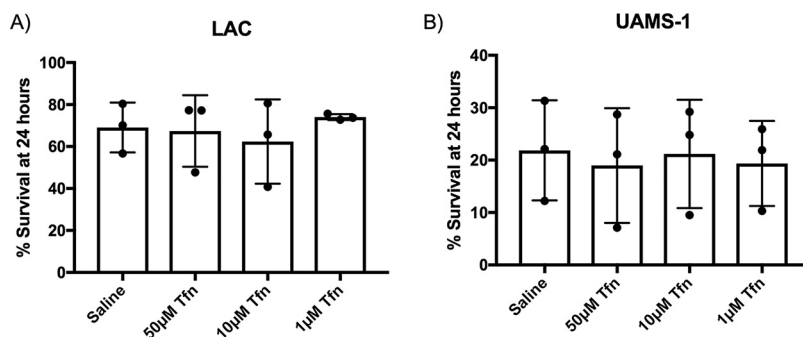 A)
LAC
% Survival at 24 hours
100
80
60
40
20
0
Saline
50μM Tfn
10μM Tfn
1μM Tfn
B)
UAMS-1
% Survival at 24 hours
40
30
20
10
0
Saline
50μM Tfn
10μM Tfn
1μM Tfn